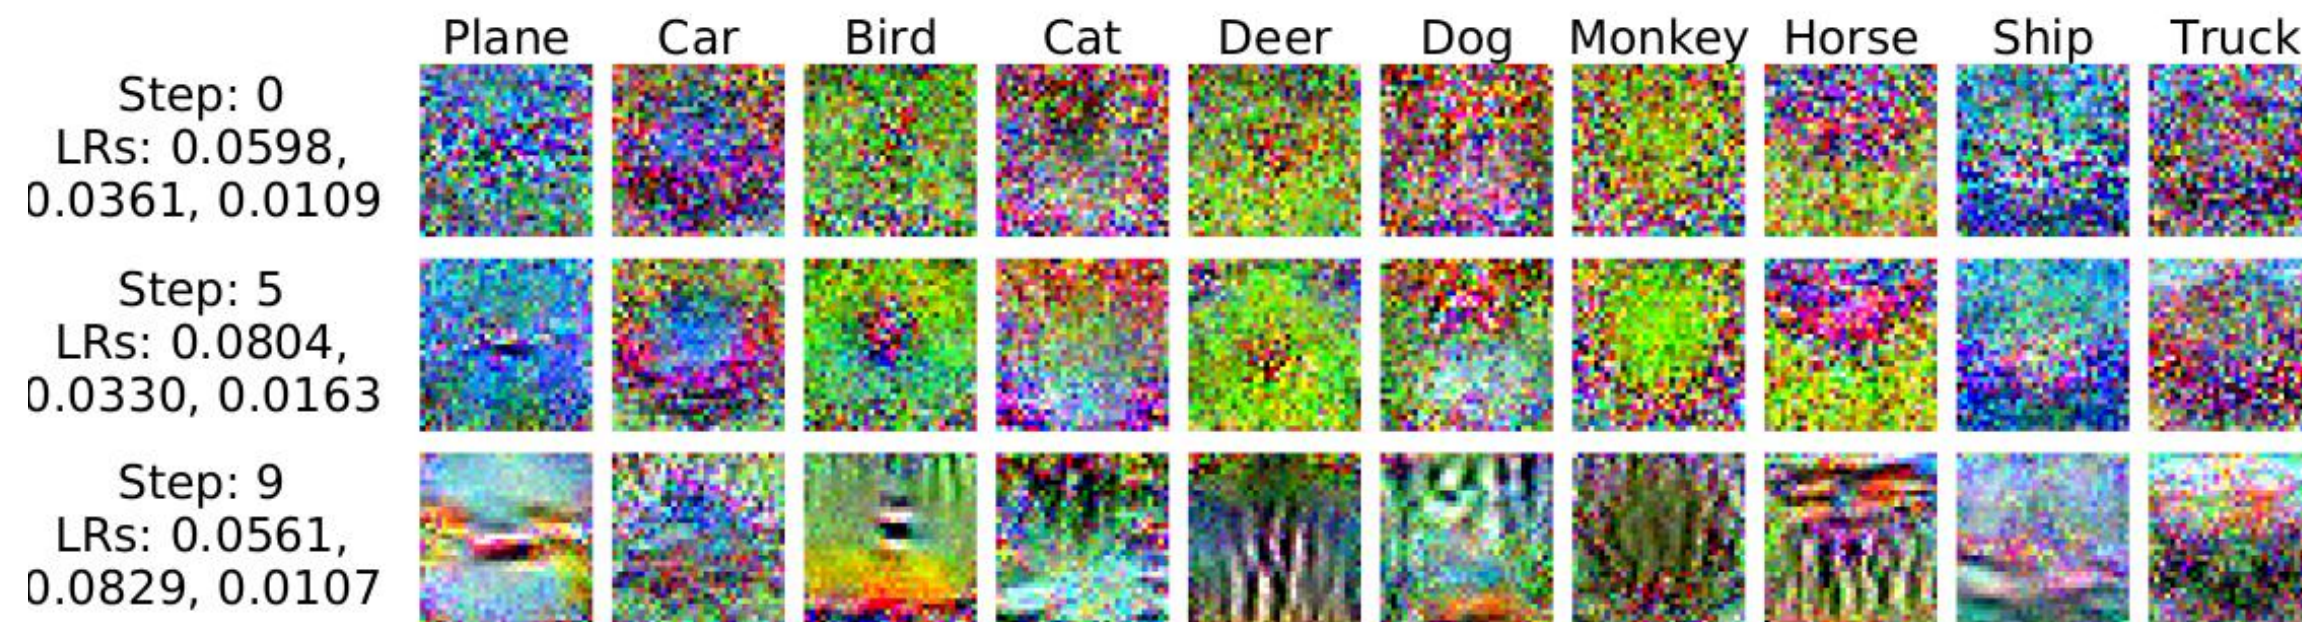 Plane Car Bird Cat Deer Dog Monkey Horse Ship Truck
Step: 0
LRs: 0.0598,
0.0361, 0.0109
Step: 5
LRs: 0.0804,
0.0330, 0.0163
Step: 9
LRs: 0.0561,
0.0829, 0.0107